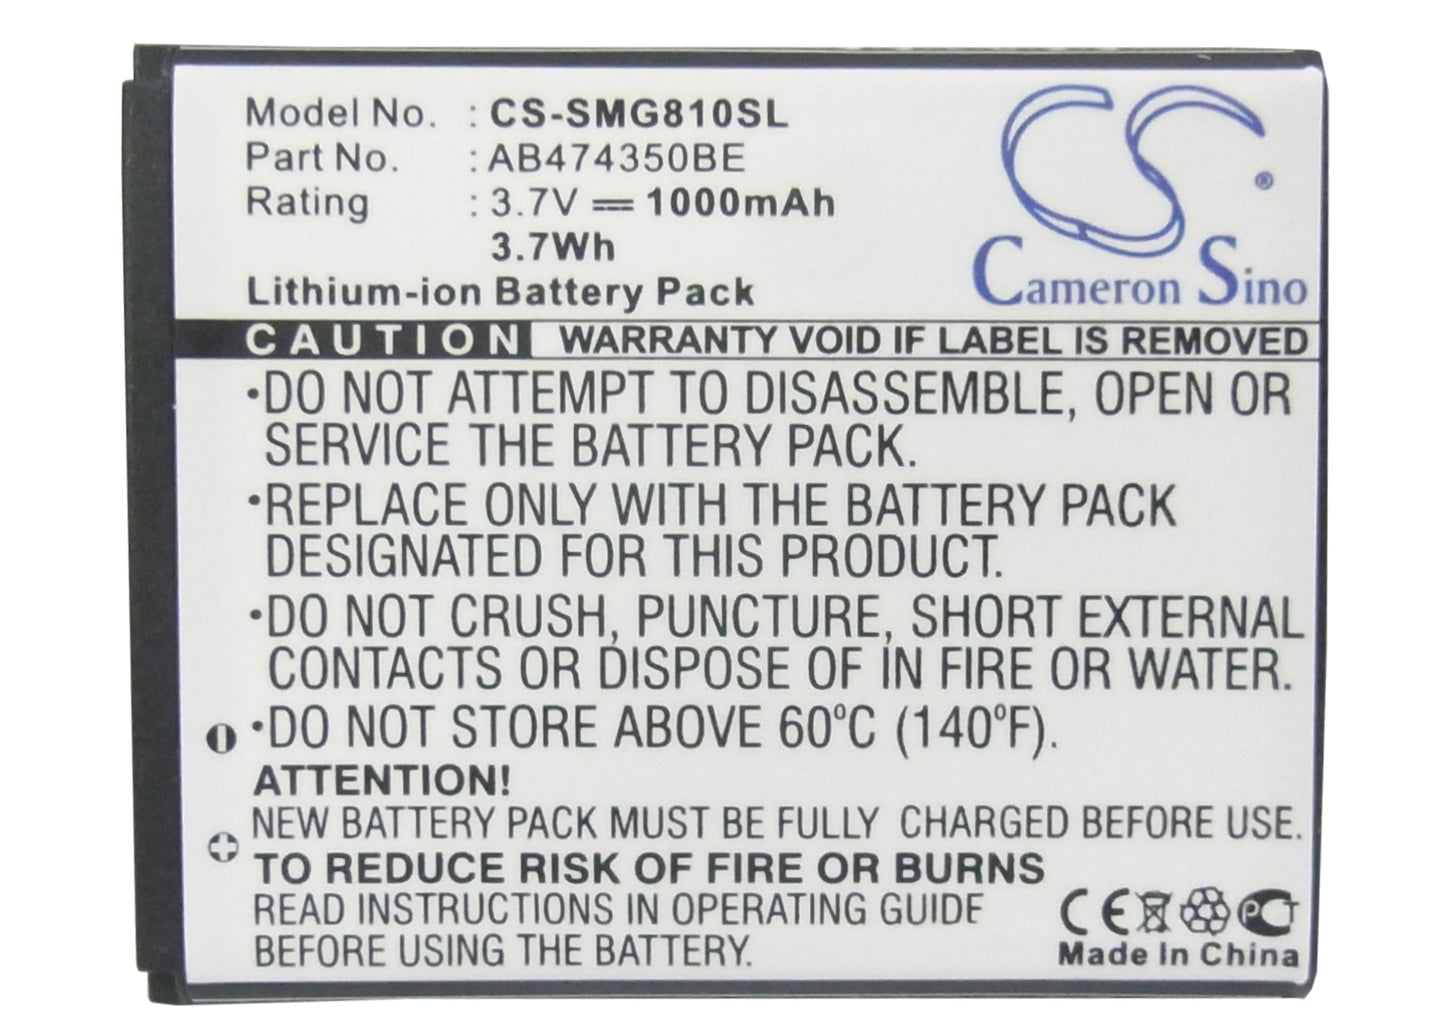 Model No. : CS-SMG810SL
Part No. : AB474350BE
Rating : 3.7V 1000mAh
3.7Wh
Lithium-ion Battery Pack
CS ®
Cameron Sino
CAUTION WARRANTY VOID IF LABEL IS REMOVED
•DO NOT ATTEMPT TO DISASSEMBLE, OPEN OR
SERVICE THE BATTERY PACK.
•REPLACE ONLY WITH THE BATTERY PACK
DESIGNATED FOR THIS PRODUCT.
•DO NOT CRUSH, PUNCTURE, SHORT EXTERNAL
CONTACTS OR DISPOSE OF IN FIRE OR WATER.
•DO NOT STORE ABOVE 60°C (140°F).
ATTENTION!
NEW BATTERY PACK MUST BE FULLY CHARGED BEFORE USE.
TO REDUCE RISK OF FIRE OR BURNS
READ INSTRUCTIONS IN OPERATING GUIDE
BEFORE USING THE BATTERY.
CE PCT
Made In China